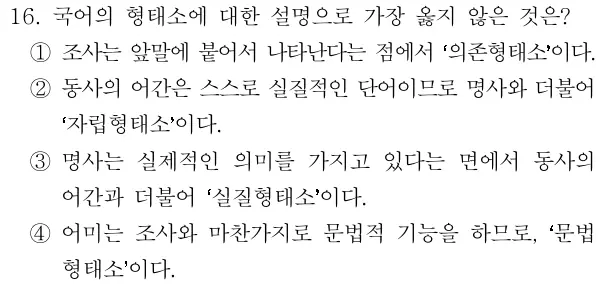 16. 국어의 형태소에 대한 설명으로 가장 옳지 않은 것은?
① 조사는 앞말에 붙어서 나타난다는 점에서 ‘의존형태소’이다.
② 동사의 어간은 스스로 실질적인 단어이므로 명사와 더불어
‘자립형태소’이다.
③ 명사는 실제적인 의미를 가지고 있다는 면에서 동사의
어간과 더불어 ‘실질형태소’이다.
④ 어미는 조사와 마찬가지로 문법적 기능을 하므로, ‘문법
형태소’이다.